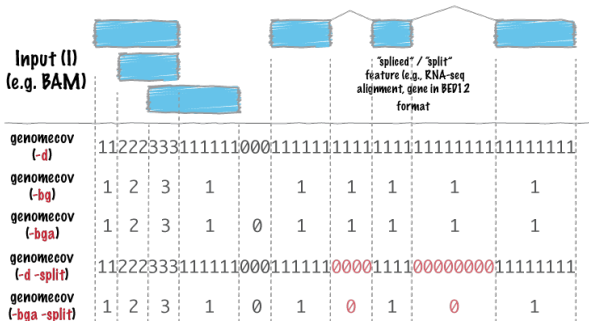 Input (I)
(e.g. BAM)
"spliced" / "split"
feature (e.g., RNA-seq
alignment, gene in BED12
format
genomecov
(-d)
11222333111111000111111111111111111111111111111
genomecov
(-bg)
1 2 3 1 1 1 1 1 1
genomecov
(-bga)
1 2 3 1 0 1 1 1 1 1
genomecov
(-d -split)
11222333111111000111111000011110000000011111111
genomecov
(-bga -split)
1 2 3 1 0 1 0 1 0 1